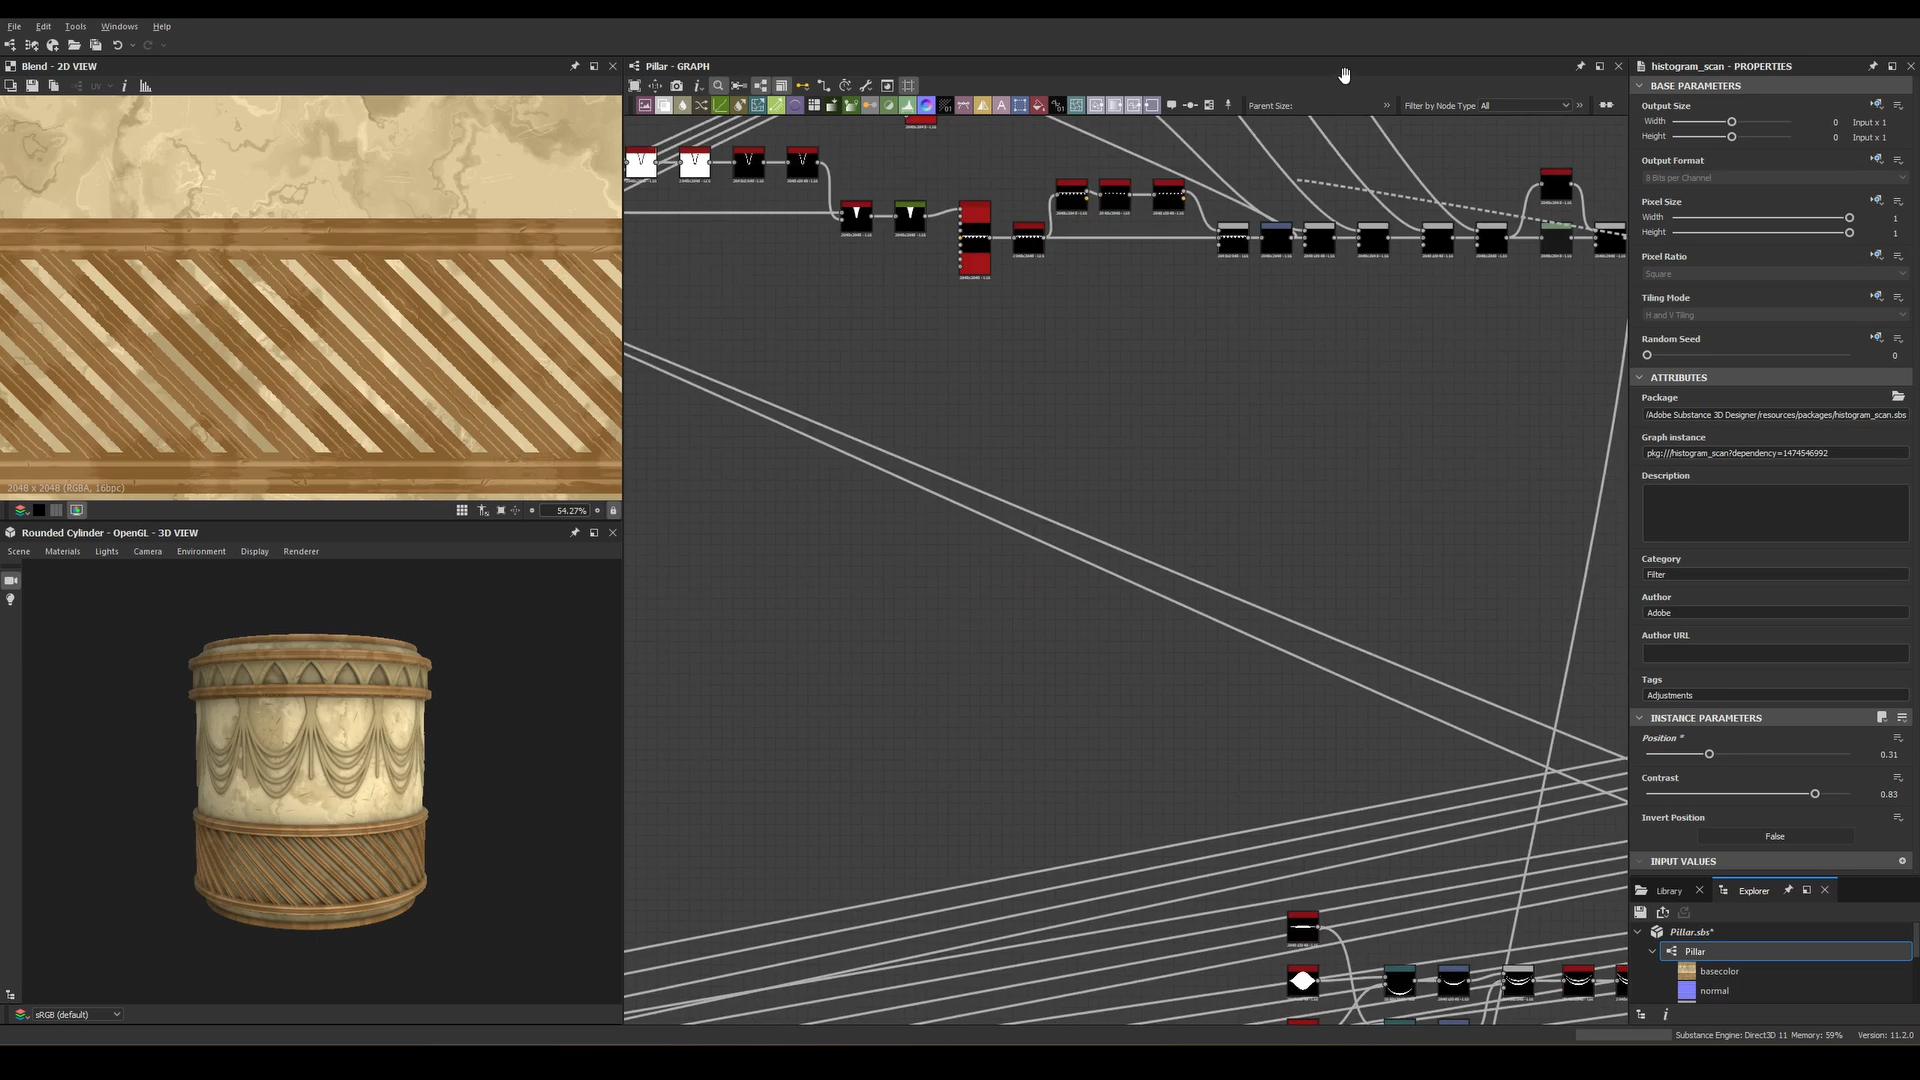 File Edit Tools Windows Help
Blend - 2D VIEW
UV
2048 x 2048 (RGBA, 16bpc)
54.27%
Rounded Cylinder - OpenGL - 3D VIEW
Scene Materials Lights Camera Environment Display Renderer
sRGB (default)
Pillar - GRAPH
Parent Size:
Filter by Node Type All
histogram_scan - PROPERTIES
BASE PARAMETERS
Output Size
Width 0 Input x 1
Height 0 Input x 1
Output Format
8 Bits per Channel
Pixel Size
Width 1
Height 1
Pixel Ratio
Square
Tiling Mode
H and V Tiling
Random Seed
0
ATTRIBUTES
Package
/Adobe Substance 3D Designer/resources/packages/histogram_scan.sbs
Graph instance
pkg:///histogram_scan?dependency=1474546992
Description
Category
Filter
Author
Adobe
Author URL
Tags
Adjustments
INSTANCE PARAMETERS
Position *
0.31
Contrast
0.83
Invert Position
False
INPUT VALUES
Library Explorer
Pillar.sbs*
Pillar
basecolor
normal
Substance Engine: Direct3D 11 Memory: 59% Version: 11.2.0